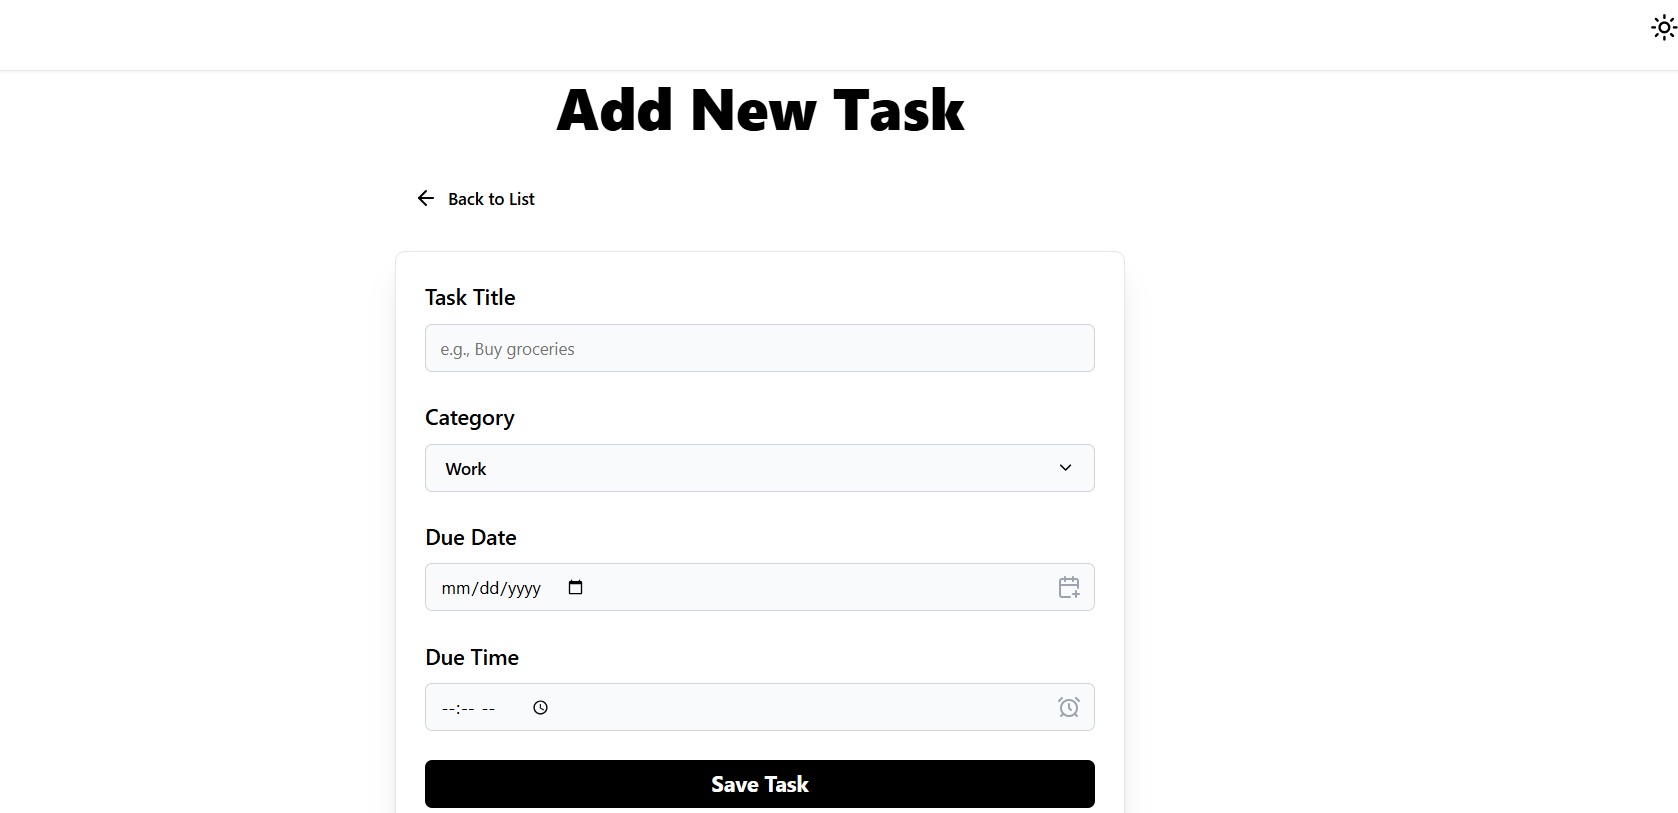 Add New Task
Back to List
Task Title
e.g., Buy groceries
Category
Work
Due Date
mm/dd/yyyy
Due Time
--:-- --
Save Task